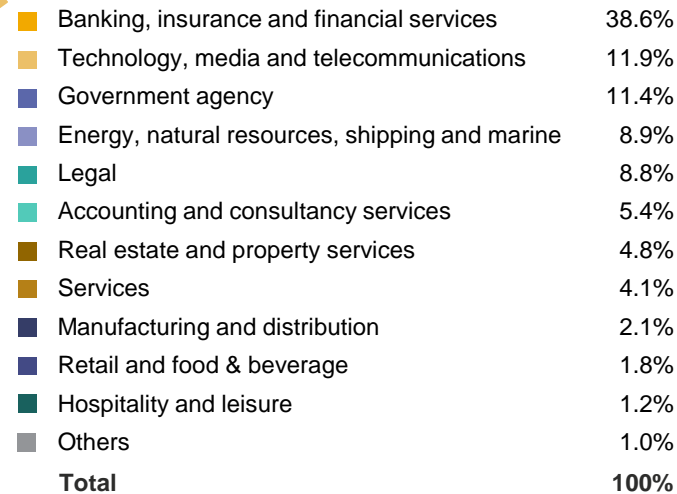 Banking, insurance and financial services 38.6%
Technology, media and telecommunications 11.9%
Government agency 11.4%
Energy, natural resources, shipping and marine 8.9%
Legal 8.8%
Accounting and consultancy services 5.4%
Real estate and property services 4.8%
Services 4.1%
Manufacturing and distribution 2.1%
Retail and food & beverage 1.8%
Hospitality and leisure 1.2%
Others 1.0%
Total 100%